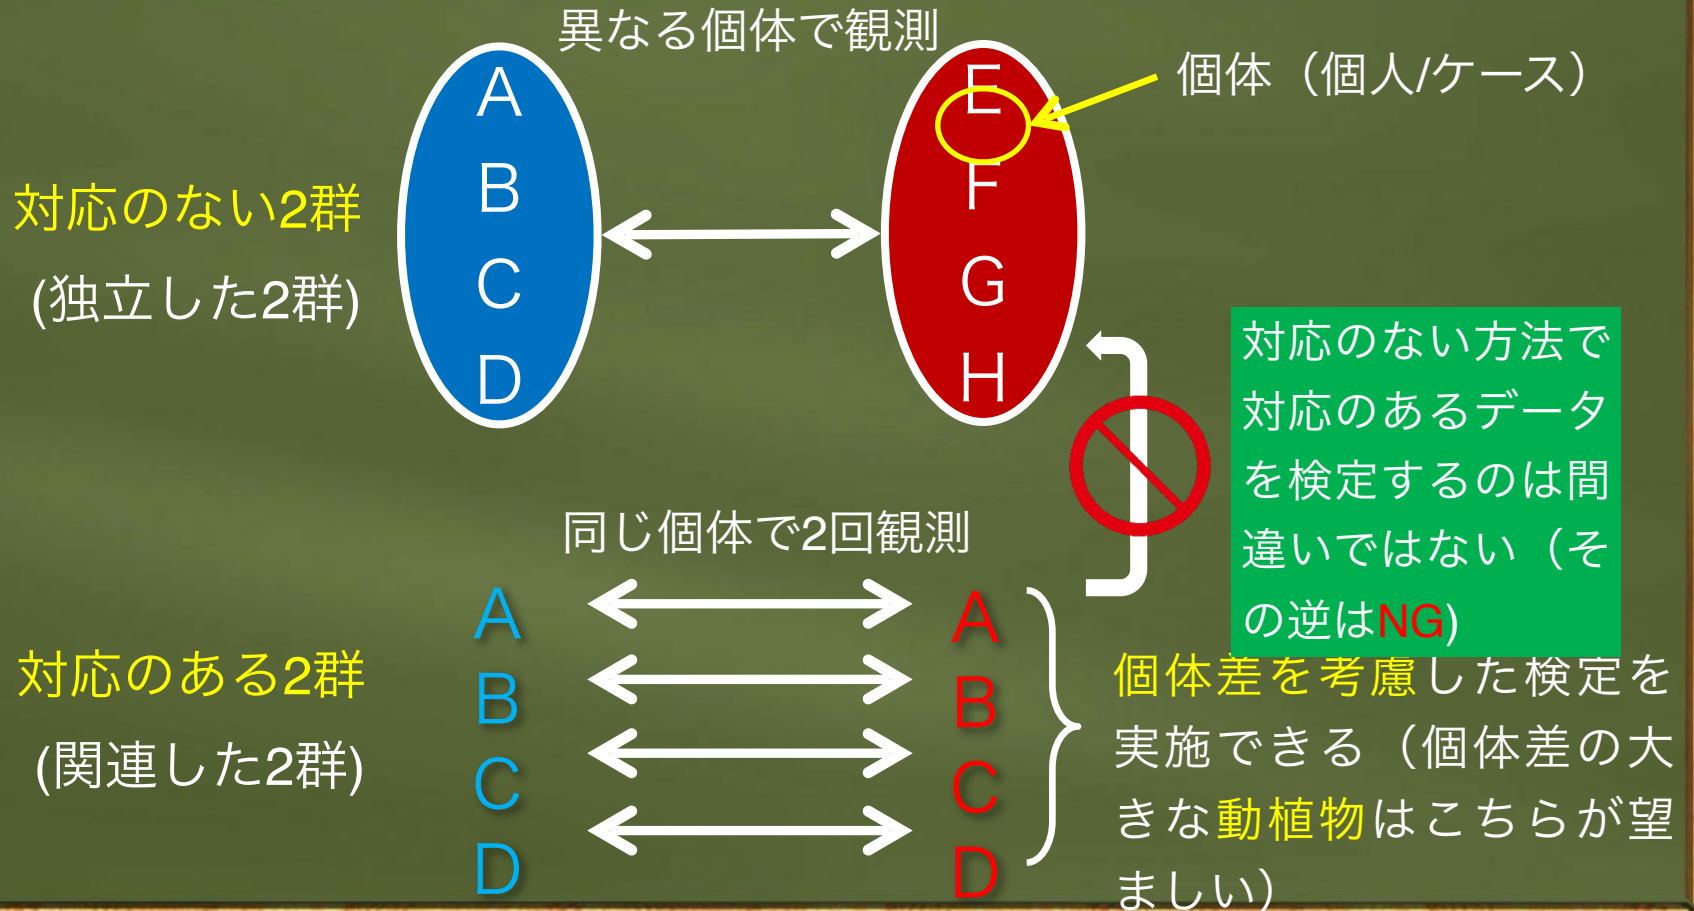 異なる個体で観測
個体（個人/ケース）
A
B
C
D
E
F
G
H
対応のない2群
(独立した2群)
対応のない方法で
対応のあるデータ
を検定するのは間
違いではない（そ
の逆はNG)
同じ個体で2回観測
対応のある2群
(関連した2群)
A
B
C
D
A
B
C
D
個体差を考慮した検定を
実施できる（個体差の大
きな動植物はこちらが望
ましい）